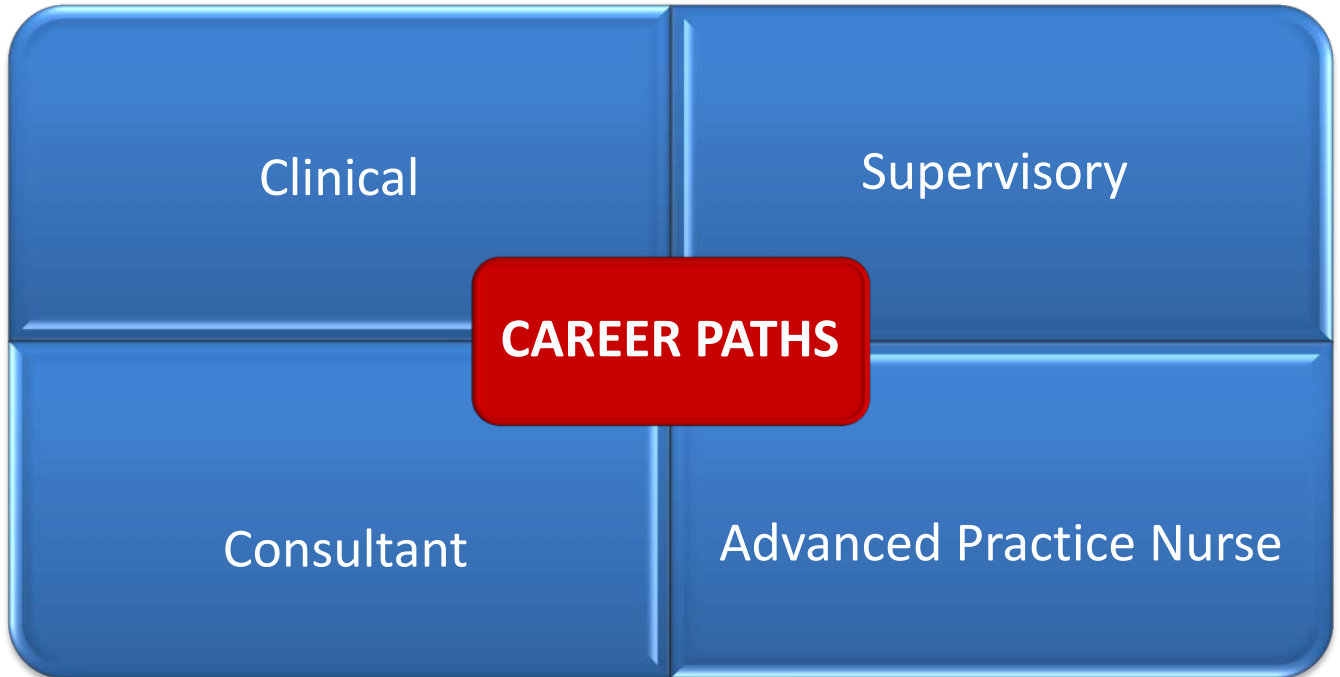 Clinical
Supervisory
CAREER PATHS
Consultant
Advanced Practice Nurse